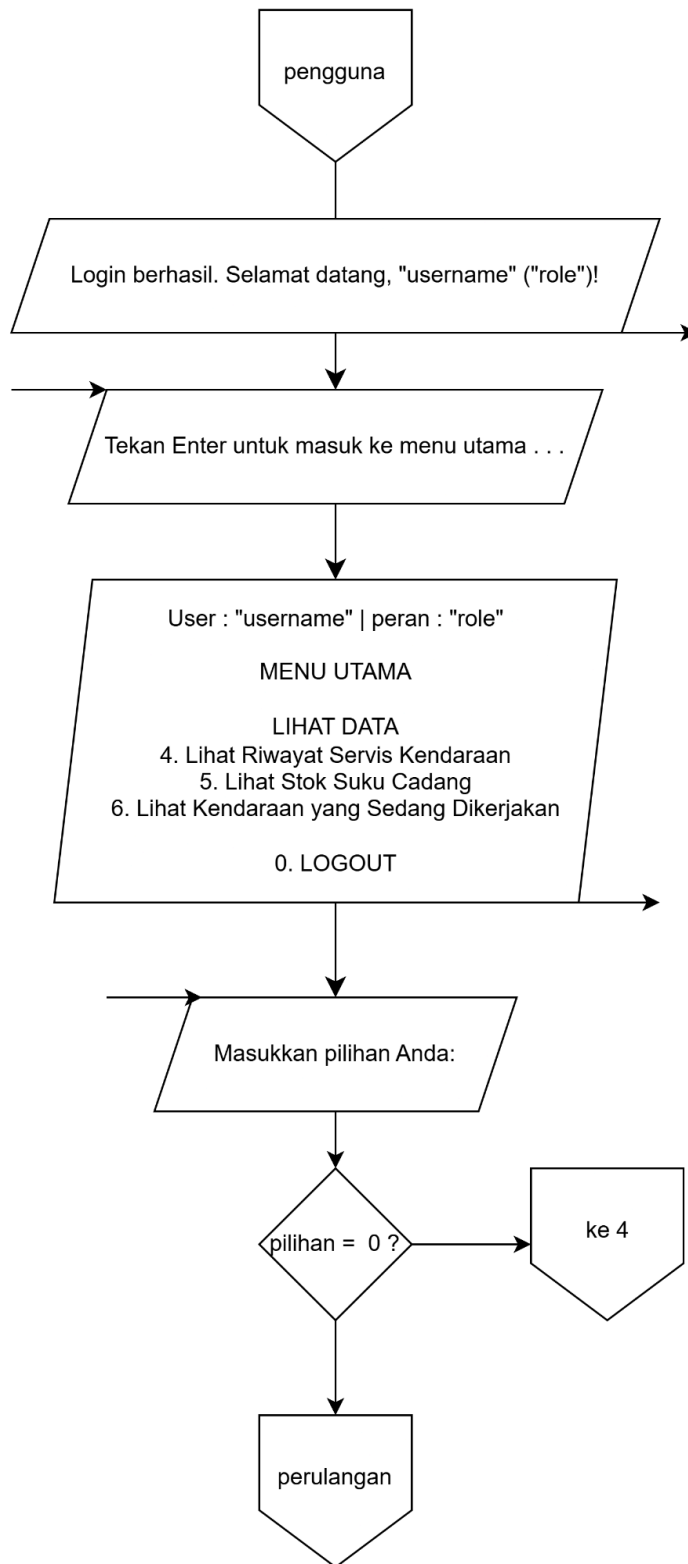 pengguna
Login berhasil. Selamat datang, "username" ("role")!
Tekan Enter untuk masuk ke menu utama . . .
User : "username" | peran : "role"
MENU UTAMA
LIHAT DATA
4. Lihat Riwayat Servis Kendaraan
5. Lihat Stok Suku Cadang
6. Lihat Kendaraan yang Sedang Dikerjakan
0. LOGOUT
Masukkan pilihan Anda:
pilihan = 0 ?
ke 4
perulangan